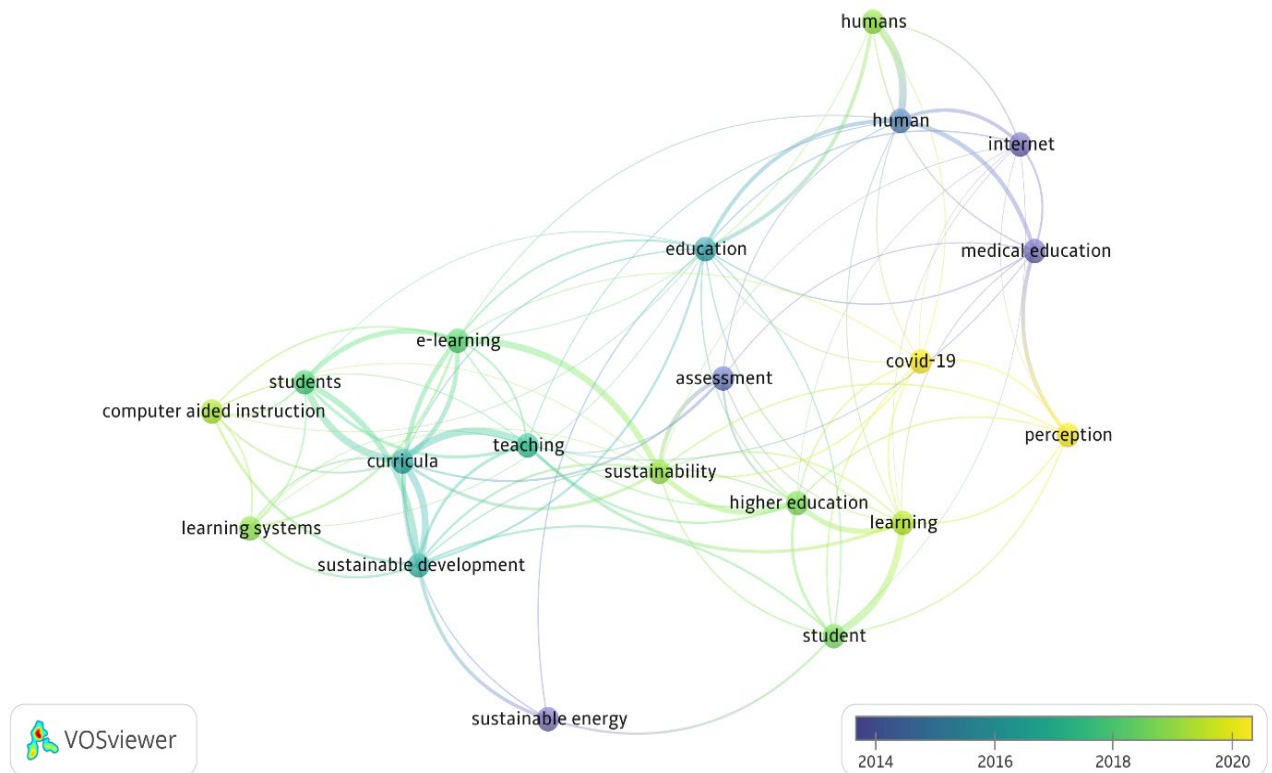 humans
human
internet
education
medical education
e-learning
covid-19
students
assessment
computer aided instruction
perception
teaching
curricula
sustainability
higher education
learning
learning systems
sustainable development
student
sustainable energy
VOSviewer
2014 2016 2018 2020